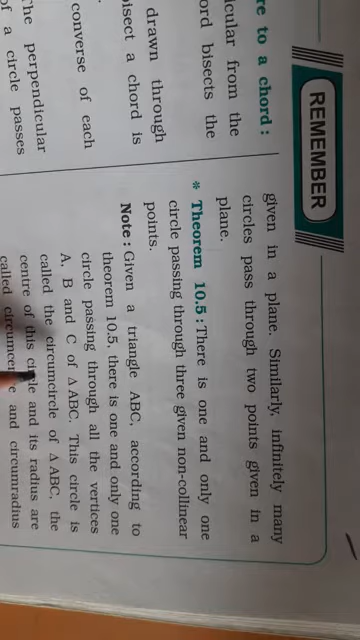 REMEMBER
re to a chord :
cular from the
ord bisects the
drawn through
isect a chord is
converse of each
he perpendicular
of a circle passes
given in a plane. Similarly, infinitely many
circles pass through two points given in a
plane.
* Theorem 10.5 : There is one and only one
circle passing through three given non-collinear
points.
Note : Given a triangle ABC, according to
theorem 10.5, there is one and only one
circle passing through all the vertices
A, B and C of Δ ABC. This circle is
called the circumcircle of Δ ABC, the
centre of this circle and its radius are
called and circumradius